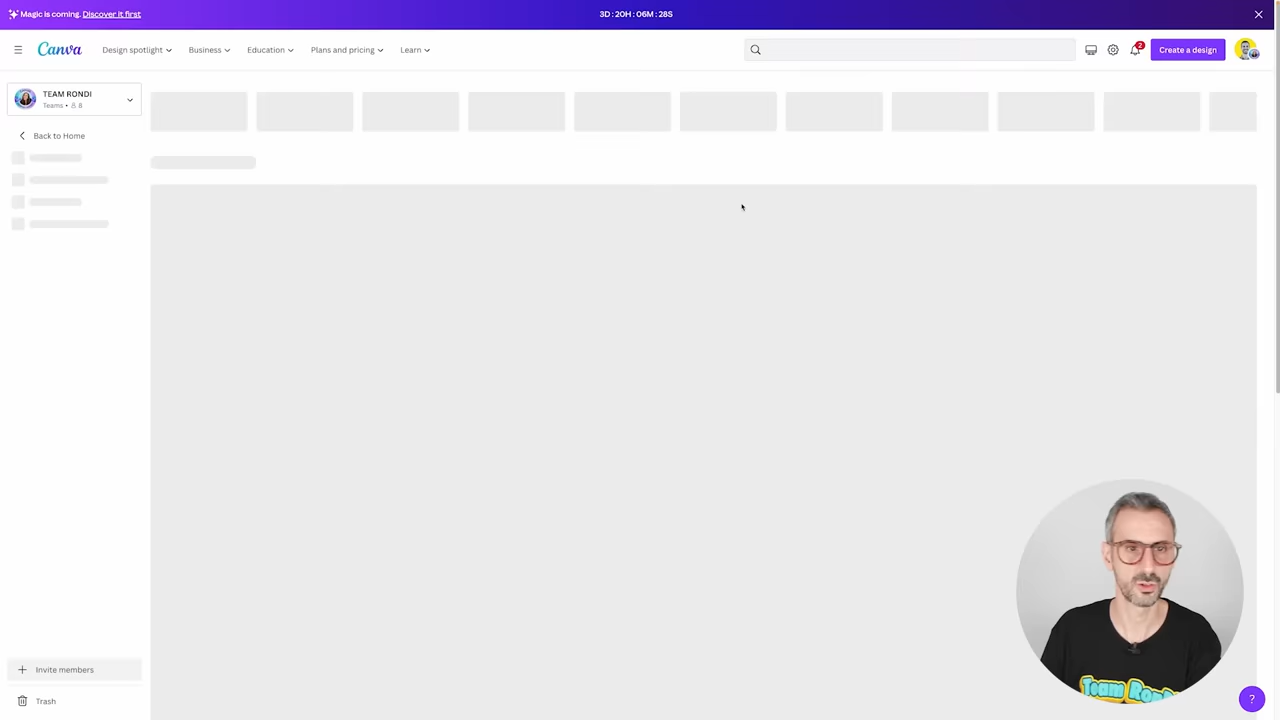 Magic is coming. Discover it first
3D : 20H : 06M : 28S
Canva
Design spotlight
Business
Education
Plans and pricing
Learn
2
Create a design
TEAM RONDI
Teams • 8
Back to Home
Invite members
Trash
Team Rondi
?